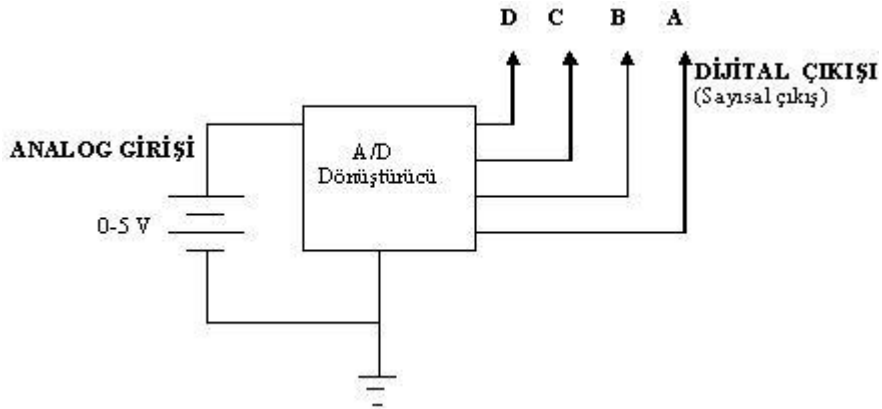 D C B A
DİJİTAL ÇIKIŞI
(Sayısal çıkış)
ANALOG GİRİŞİ
A/D
Dönüştürücü
0-5 V